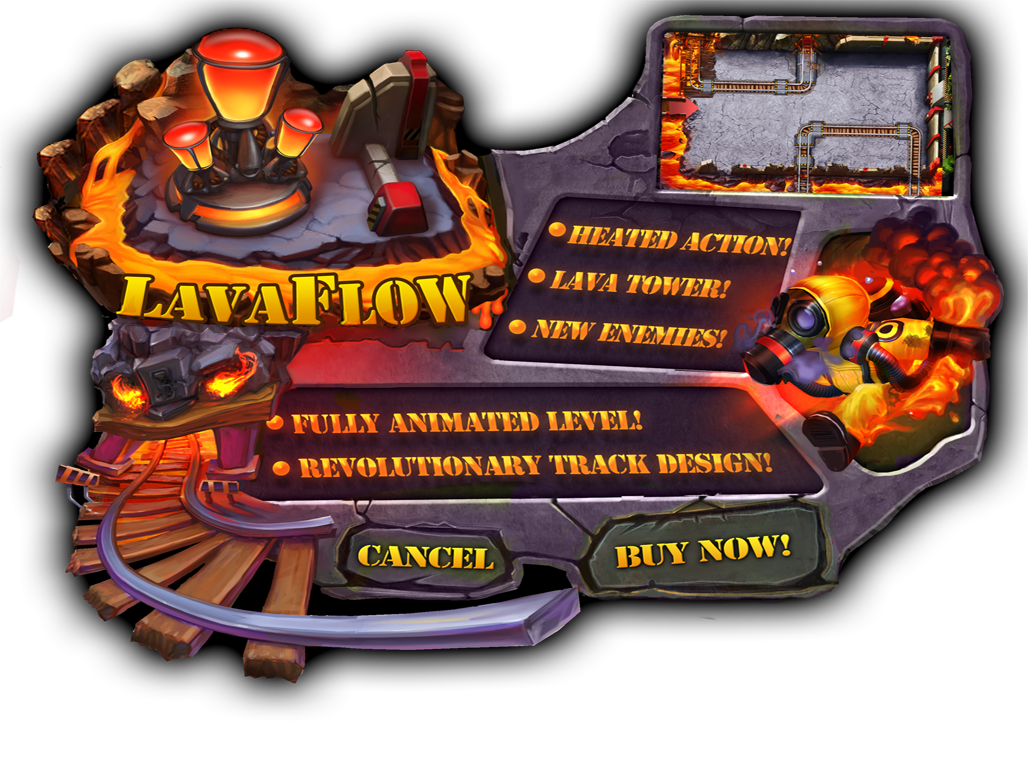 LAVAFLOW
HEATED ACTION!
LAVA TOWER!
NEW ENEMIES!
FULLY ANIMATED LEVEL!
REVOLUTIONARY TRACK DESIGN!
CANCEL
BUY NOW!